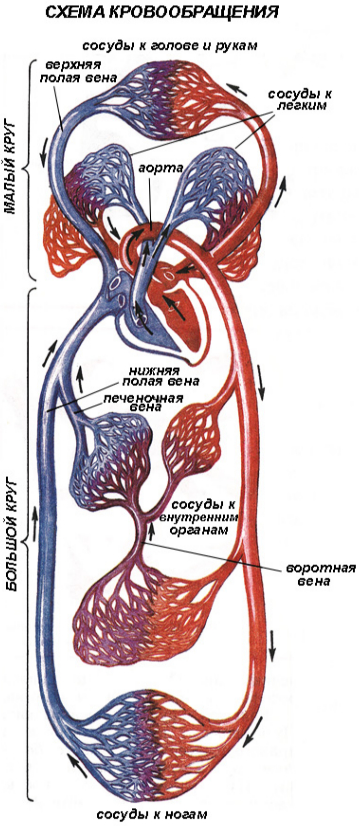 СХЕМА КРОВООБРАЩЕНИЯ
сосуды к голове и рукам
верхняя
полая вена
сосуды к
легким
аорта
МАЛЫЙ КРУГ
нижняя
полая вена
печеночная
вена
сосуды к
внутренним
органам
воротная
вена
БОЛЬШОЙ КРУГ
сосуды к ногам